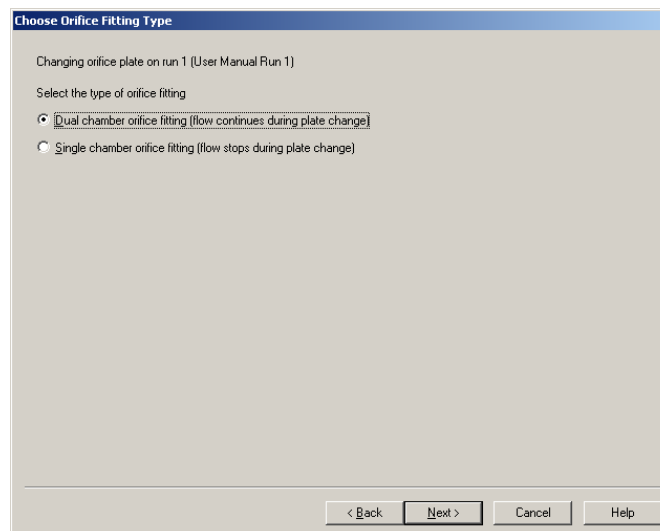 Choose Orifice Fitting Type
Changing orifice plate on run 1 (User Manual Run 1)
Select the type of orifice fitting
Dual chamber orifice fitting (flow continues during plate change)
Single chamber orifice fitting (flow stops during plate change)
< Back Next > Cancel Help